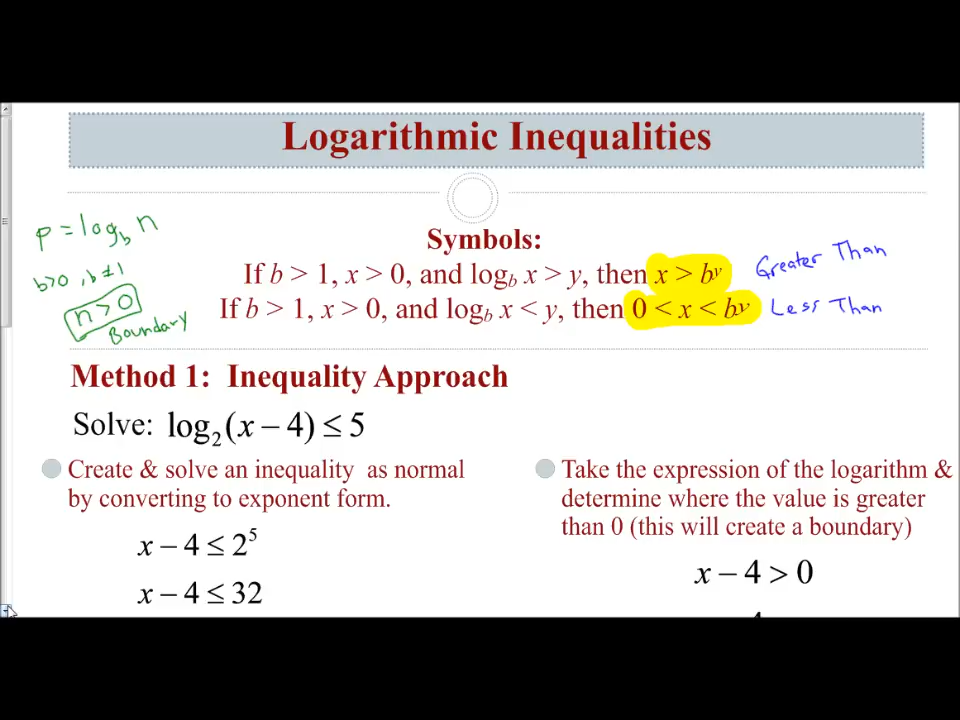 Logarithmic Inequalities
p = log_b n
b>0, b≠1
n > 0
Boundary
Symbols:
If b > 1, x > 0, and log_b x > y, then x > b^y
Greater Than
If b > 1, x > 0, and log_b x < y, then 0 < x < b^y
Less Than
Method 1: Inequality Approach
Solve: log₂(x − 4) ≤ 5
Create & solve an inequality as normal
by converting to exponent form.
x − 4 ≤ 2⁵
x − 4 ≤ 32
Take the expression of the logarithm &
determine where the value is greater
than 0 (this will create a boundary)
x − 4 > 0